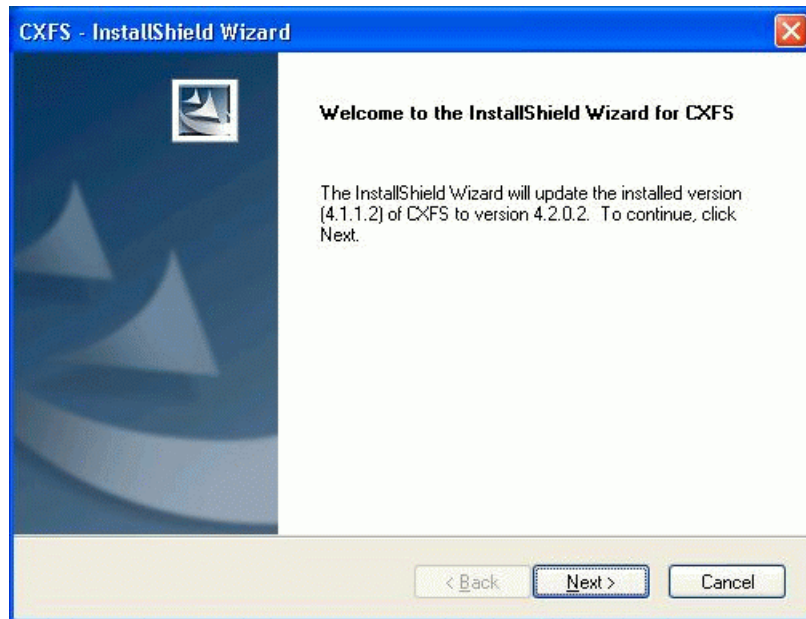 CXFS - InstallShield Wizard
Welcome to the InstallShield Wizard for CXFS
The InstallShield Wizard will update the installed version
(4.1.1.2) of CXFS to version 4.2.0.2. To continue, click
Next.
< Back
Next >
Cancel